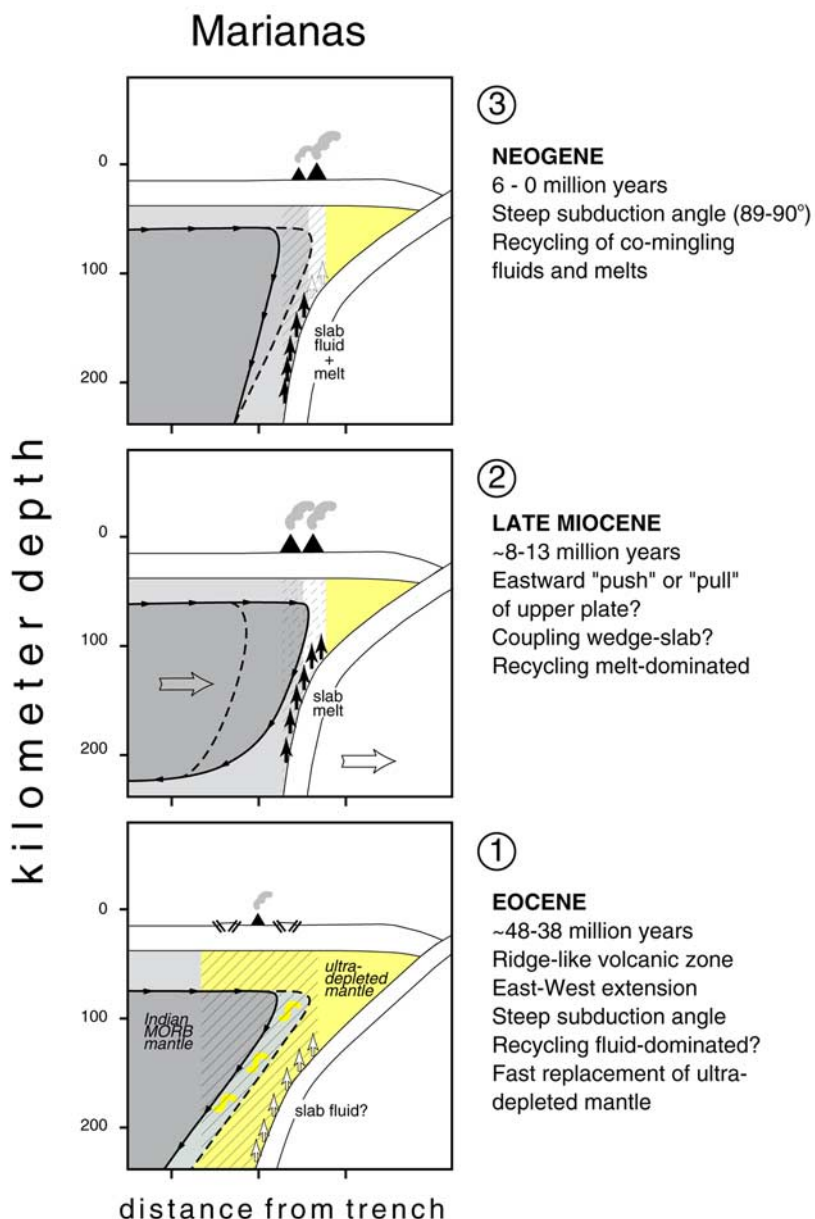 Marianas
kilometer depth
0
100
200
slab
fluid
+
melt
③
NEOGENE
6 - 0 million years
Steep subduction angle (89-90°)
Recycling of co-mingling
fluids and melts
0
100
200
slab
melt
②
LATE MIOCENE
~8-13 million years
Eastward "push" or "pull"
of upper plate?
Coupling wedge-slab?
Recycling melt-dominated
0
100
200
ultra-
depleted
mantle
Indian
MORB
mantle
slab fluid?
①
EOCENE
~48-38 million years
Ridge-like volcanic zone
East-West extension
Steep subduction angle
Recycling fluid-dominated?
Fast replacement of ultra-
depleted mantle
distance from trench